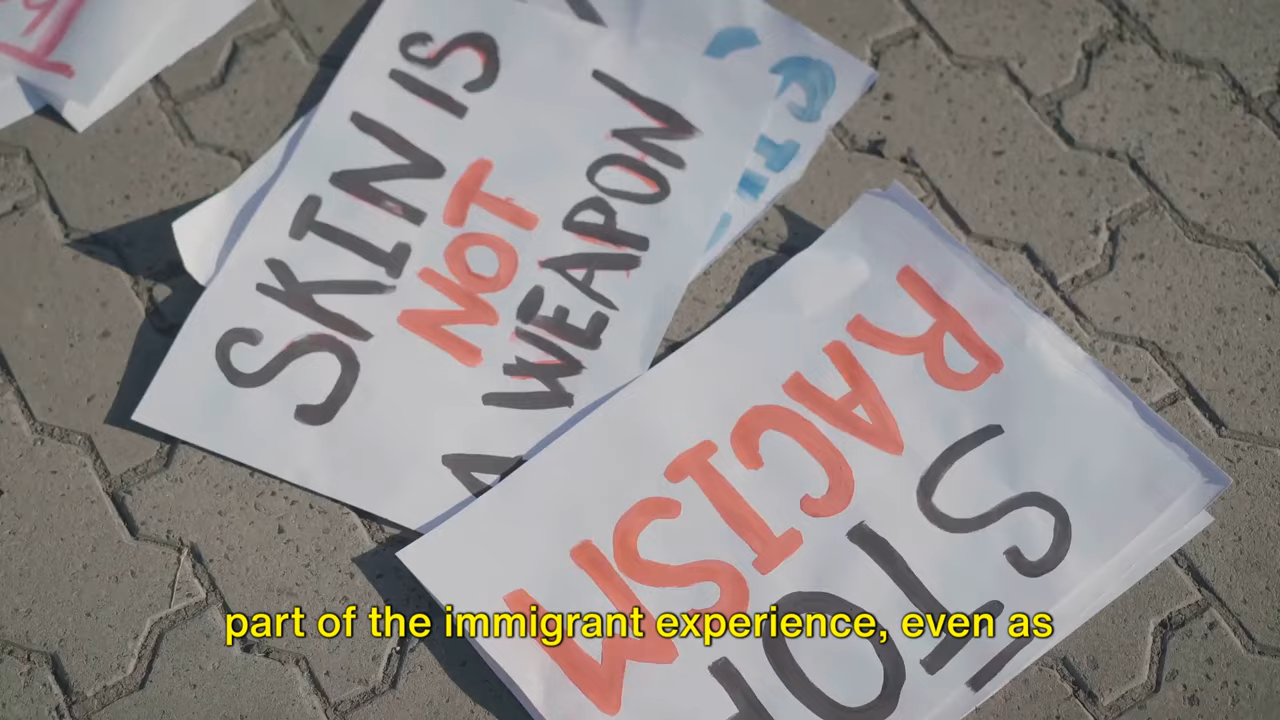 SKIN IS
NOT
A WEAPON
STOP
RACISM
part of the immigrant experience, even as